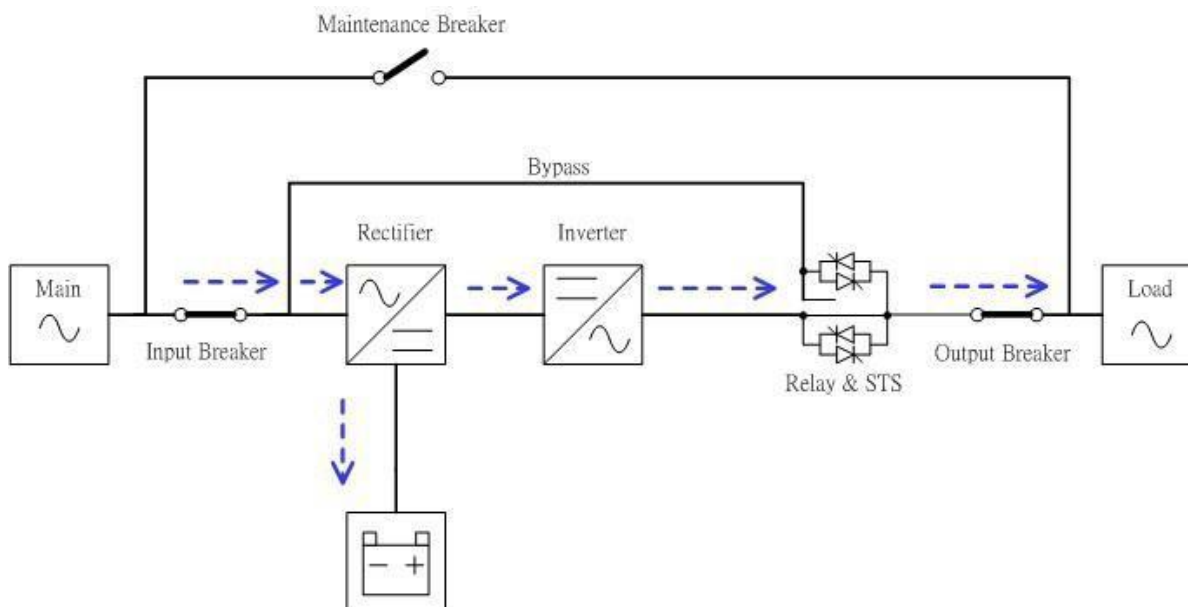 Maintenance Breaker
Bypass
Rectifier
Inverter
Main
Load
Input Breaker
Output Breaker
Relay & STS